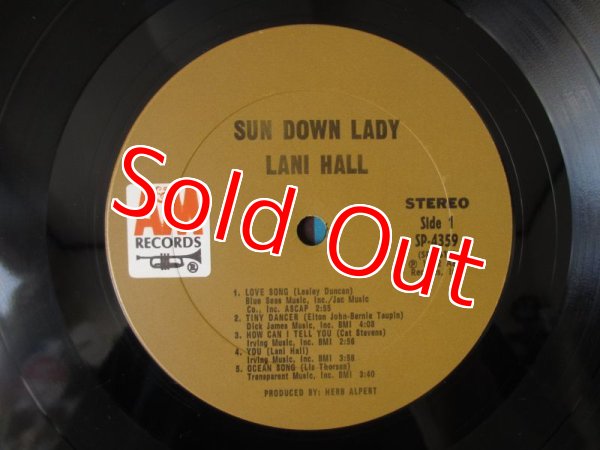 SUN DOWN LADY
LANI HALL
Sold Out
A&M
RECORDS
®
STEREO
Side 1
SP-4359
1. LOVE SONG (Lesley Duncan)
Blue Seas Music, Inc./Jac Music
Co., Inc. ASCAP 2:55
2. TINY DANCER (Elton John-Bernie Taupin)
Dick James Music, Inc. BMI 4:08
3. HOW CAN I TELL YOU (Cat Stevens)
Irving Music, Inc. BMI 2:56
4. YOU (Lani Hall)
Irving Music, Inc. BMI 3:58
5. OCEAN SONG (Liz Thorsen)
Transparent Music, Inc. BMI 3:40
PRODUCED BY: HERB ALPERT